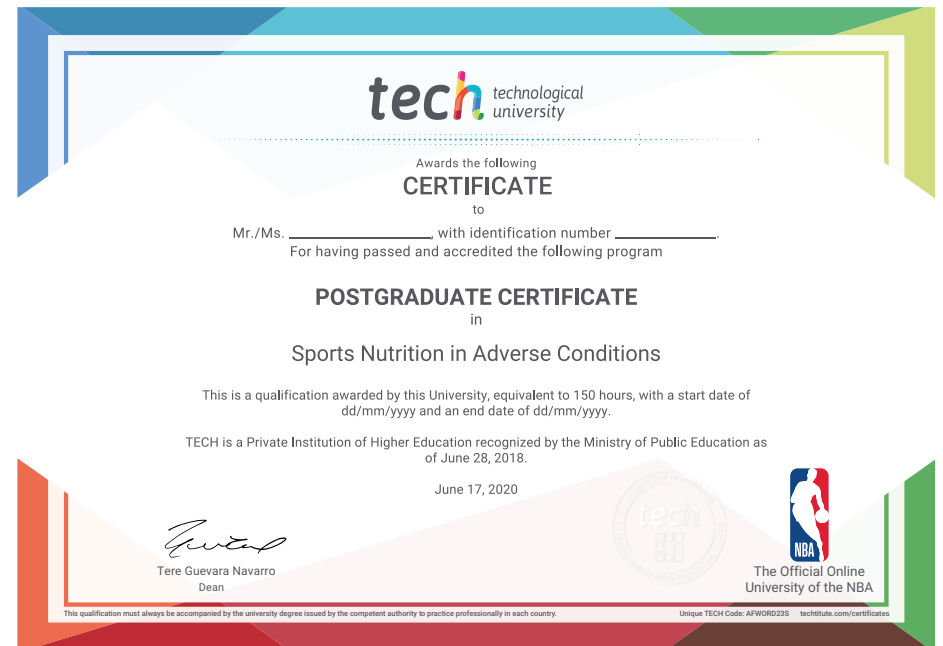 tech technological
university
Awards the following
CERTIFICATE
to
Mr./Ms. ____________________, with identification number ______________.
For having passed and accredited the following program
POSTGRADUATE CERTIFICATE
in
Sports Nutrition in Adverse Conditions
This is a qualification awarded by this University, equivalent to 150 hours, with a start date of
dd/mm/yyyy and an end date of dd/mm/yyyy.
TECH is a Private Institution of Higher Education recognized by the Ministry of Public Education as
of June 28, 2018.
June 17, 2020
tech
Tere Guevara Navarro
Dean
NBA
The Official Online
University of the NBA
This qualification must always be accompanied by the university degree issued by the competent authority to practice professionally in each country.
Unique TECH Code: AFWORD23S techtitute.com/certificates